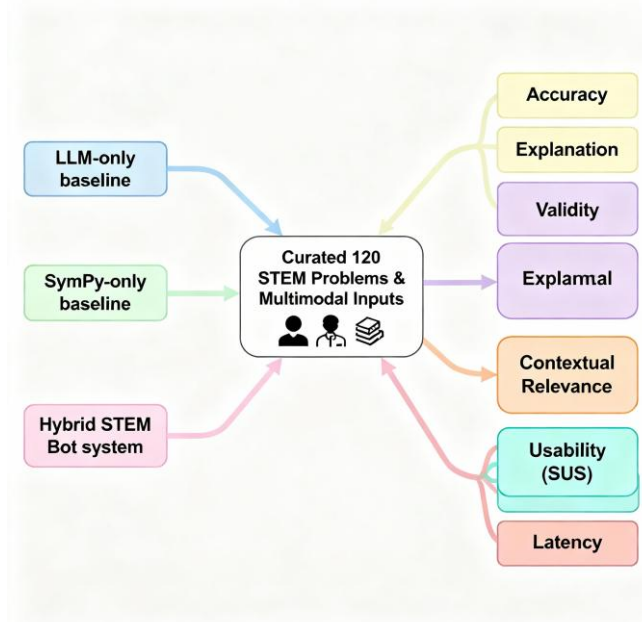 LLM-only
baseline
SymPy-only
baseline
Hybrid STEM
Bot system
Curated 120
STEM Problems &
Multimodal Inputs
Accuracy
Explanation
Validity
Contextual
Relevance
Usability
(SUS)
Latency